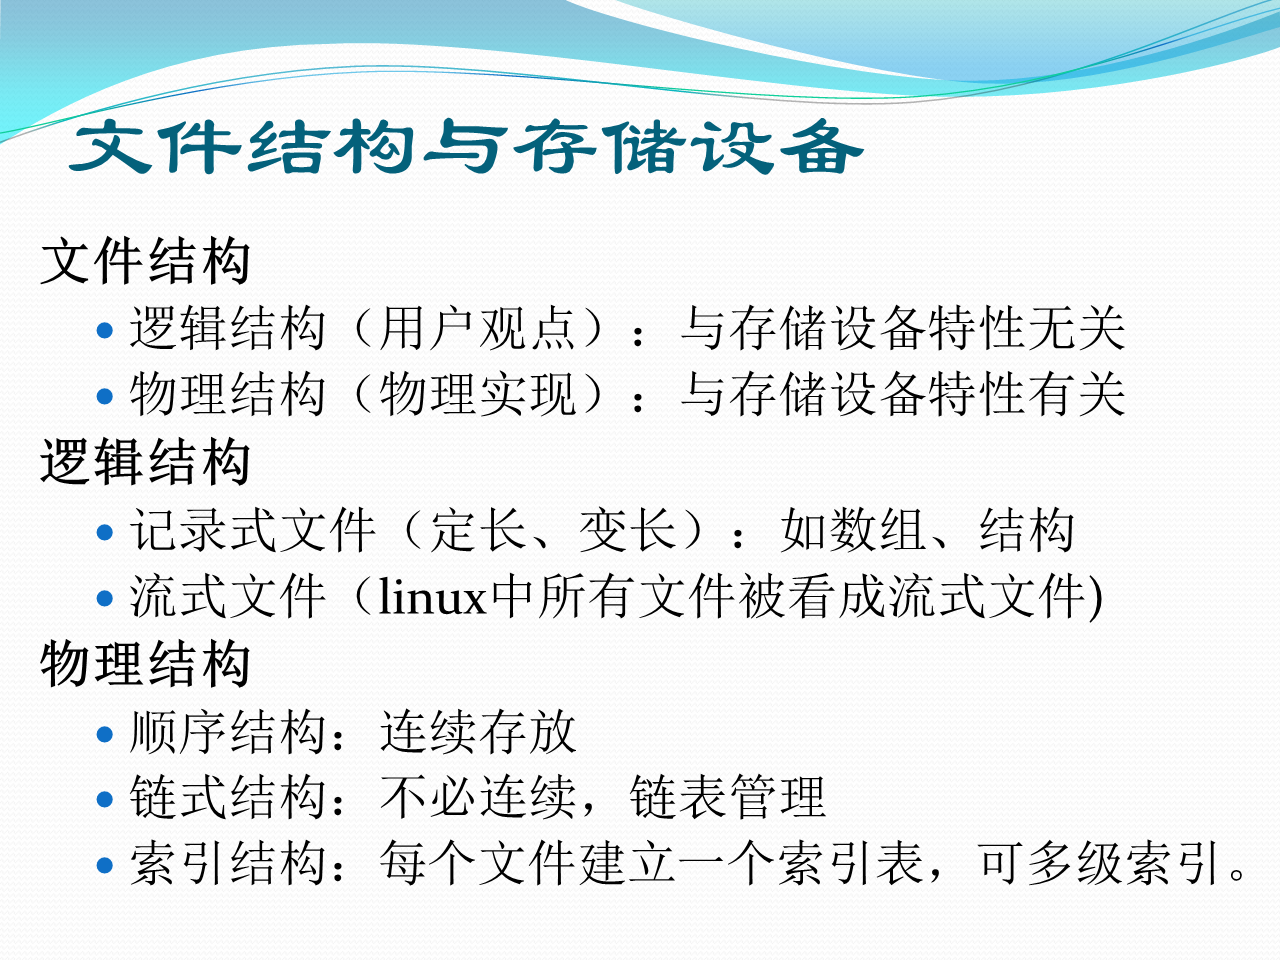 文件结构与存储设备
文件结构
逻辑结构（用户观点）：与存储设备特性无关
物理结构（物理实现）：与存储设备特性有关
逻辑结构
记录式文件（定长、变长）：如数组、结构
流式文件（linux中所有文件被看成流式文件)
物理结构
顺序结构：连续存放
链式结构：不必连续，链表管理
索引结构：每个文件建立一个索引表，可多级索引。